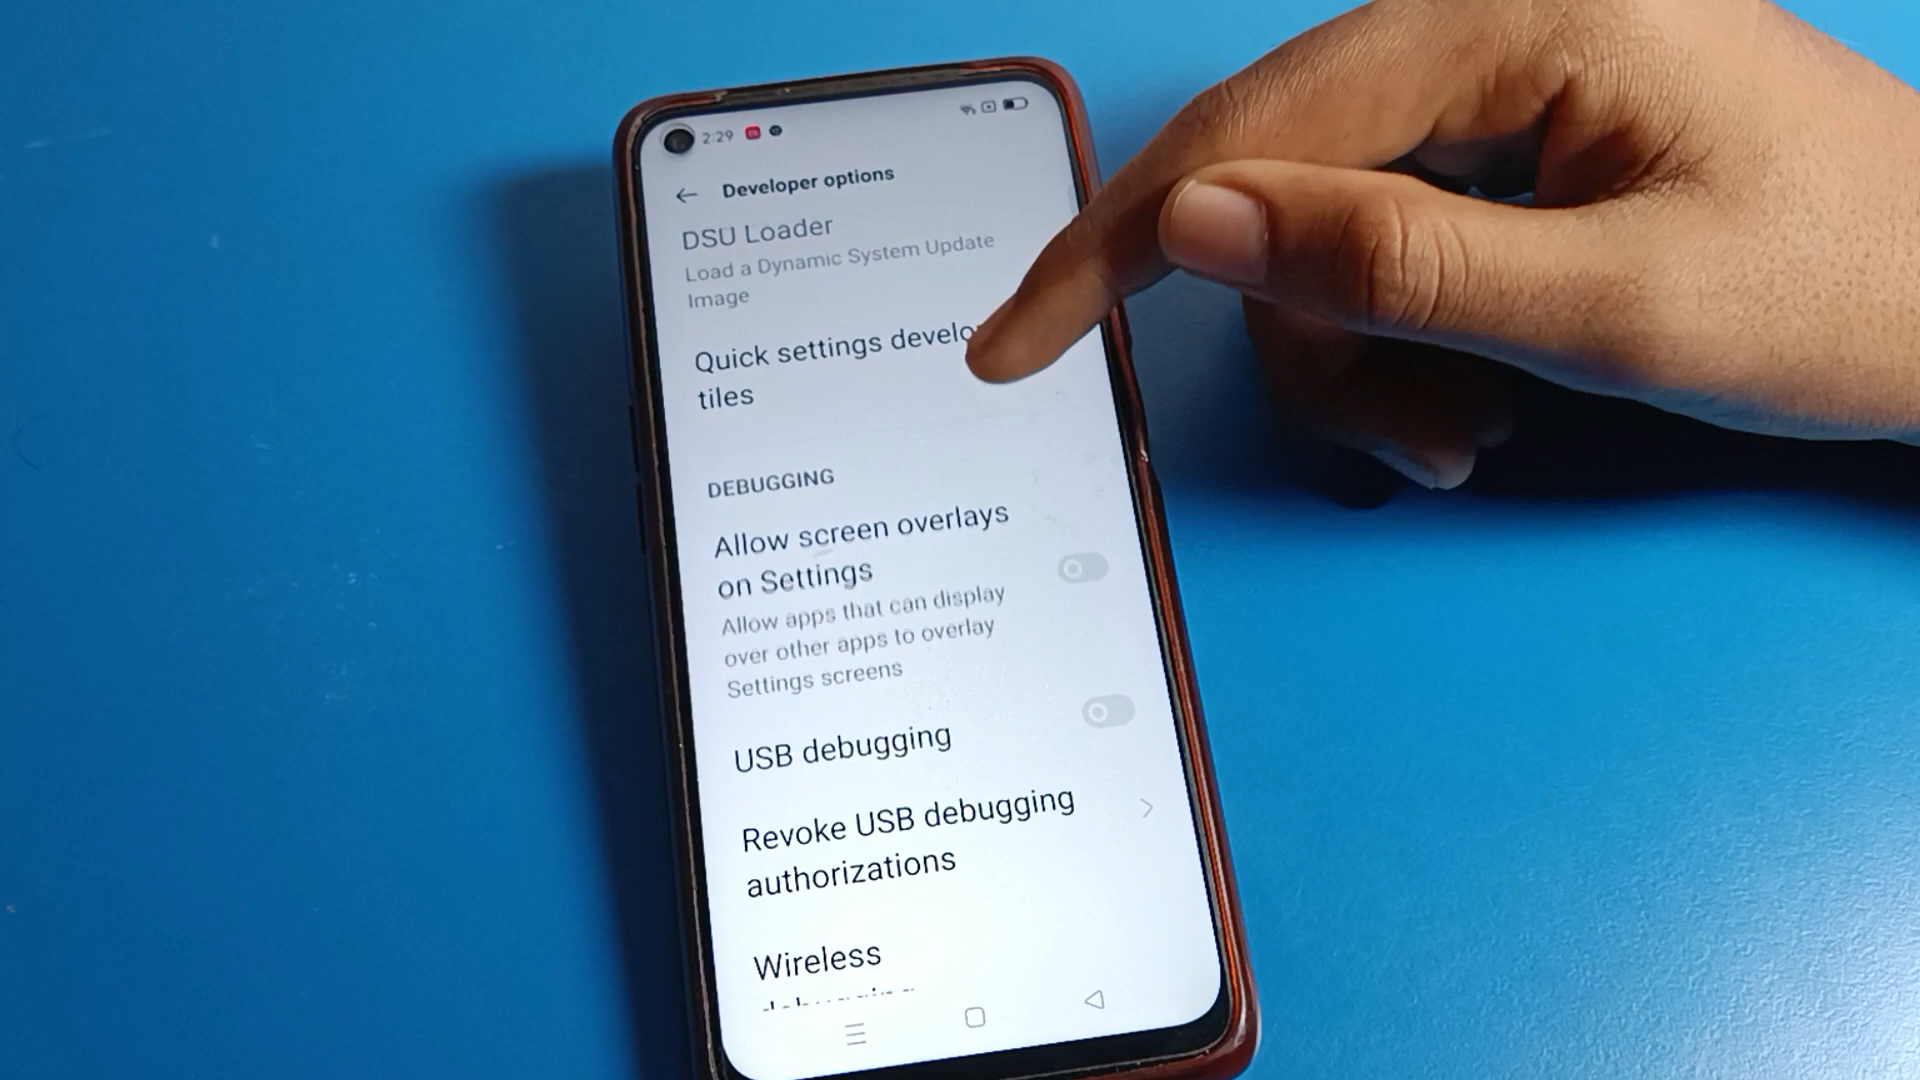 2:29
Developer options
DSU Loader
Load a Dynamic System Update
Image
Quick settings
tiles
DEBUGGING
Allow screen overlays
on Settings
Allow apps that can display
over other apps to overlay
Settings screens
USB debugging
Revoke USB debugging
authorizations
Wireless